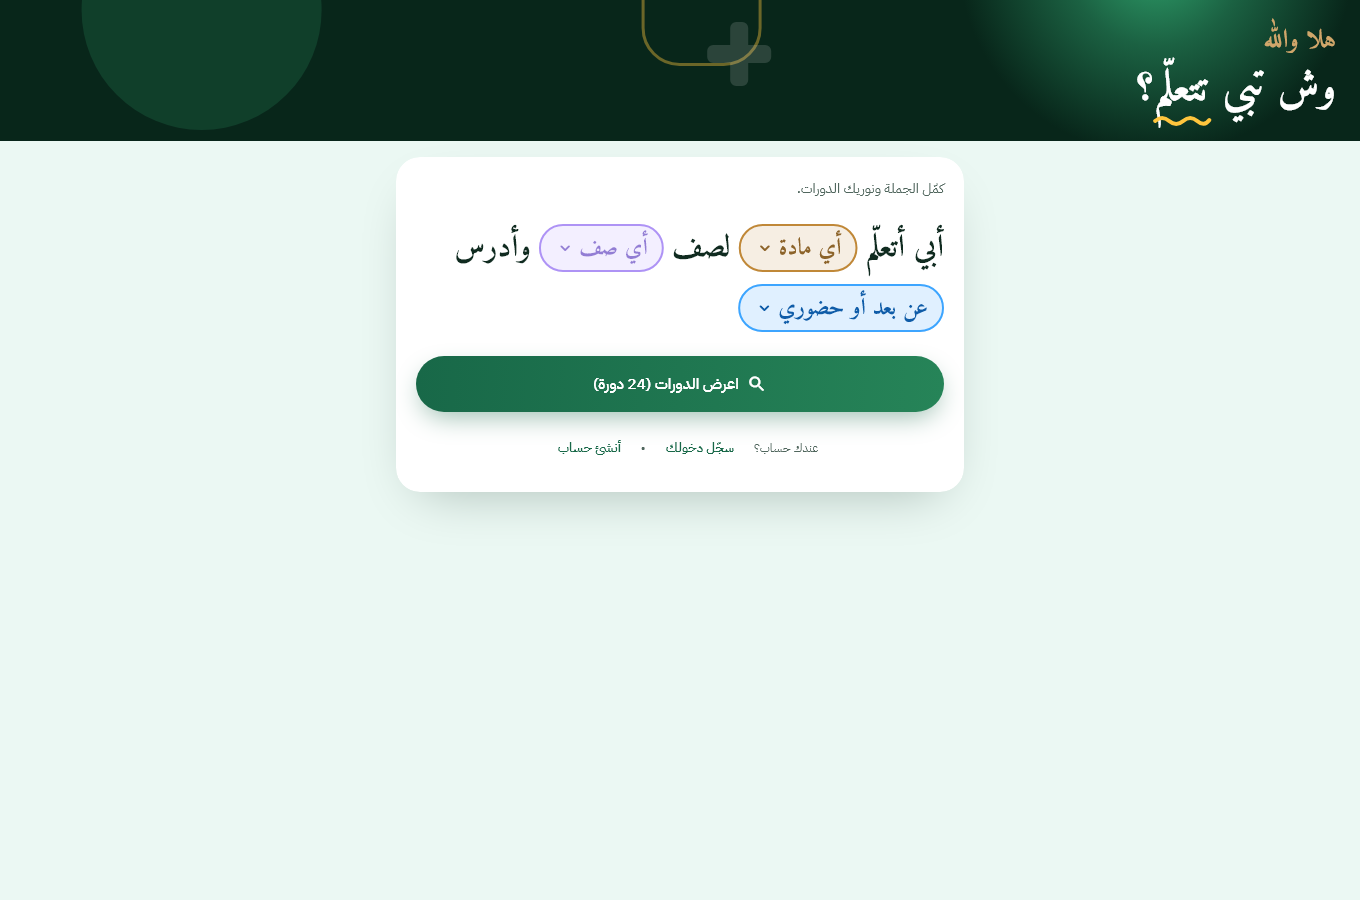 هلا والله
وش تبي تتعلّم؟
كمّل الجملة ونوريك الدورات.
أبي أتعلّم أي مادة لصف أي صف وأدرس
عن بعد أو حضوري
اعرض الدورات (24 دورة)
عندك حساب؟ سجّل دخولك • أنشئ حساب